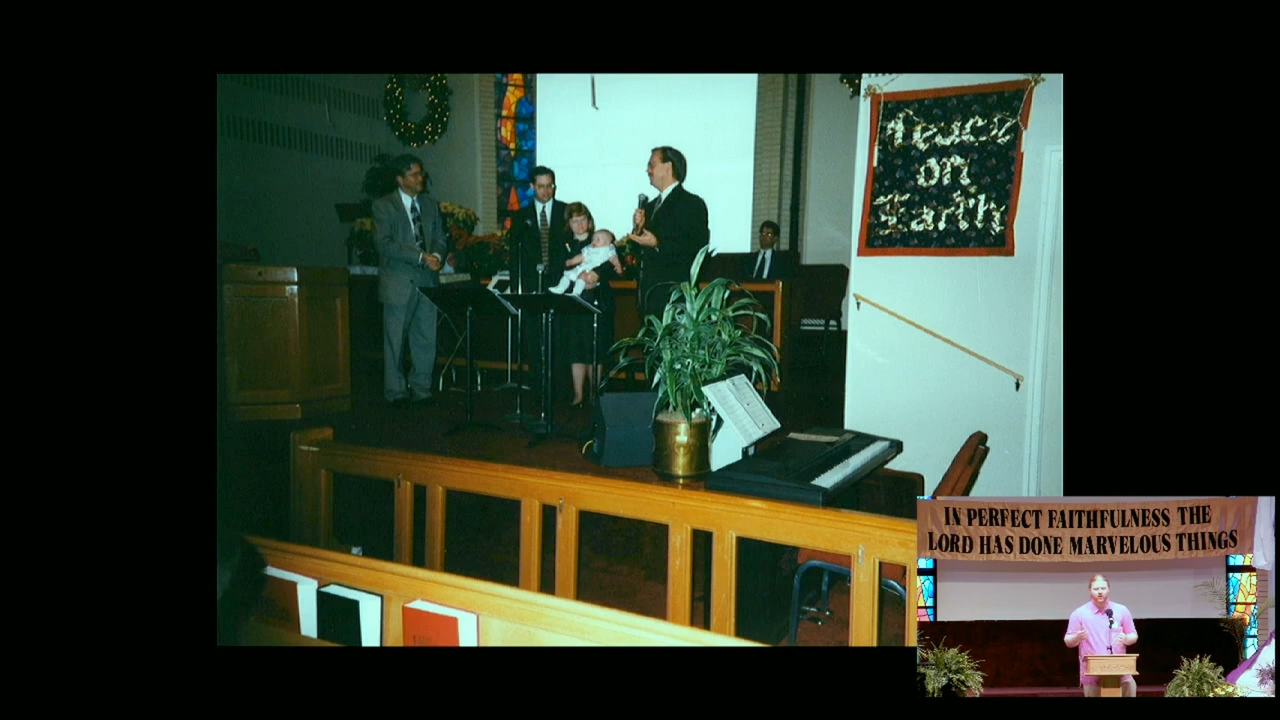 Peace
on
Earth
IN PERFECT FAITHFULNESS THE
LORD HAS DONE MARVELOUS THINGS